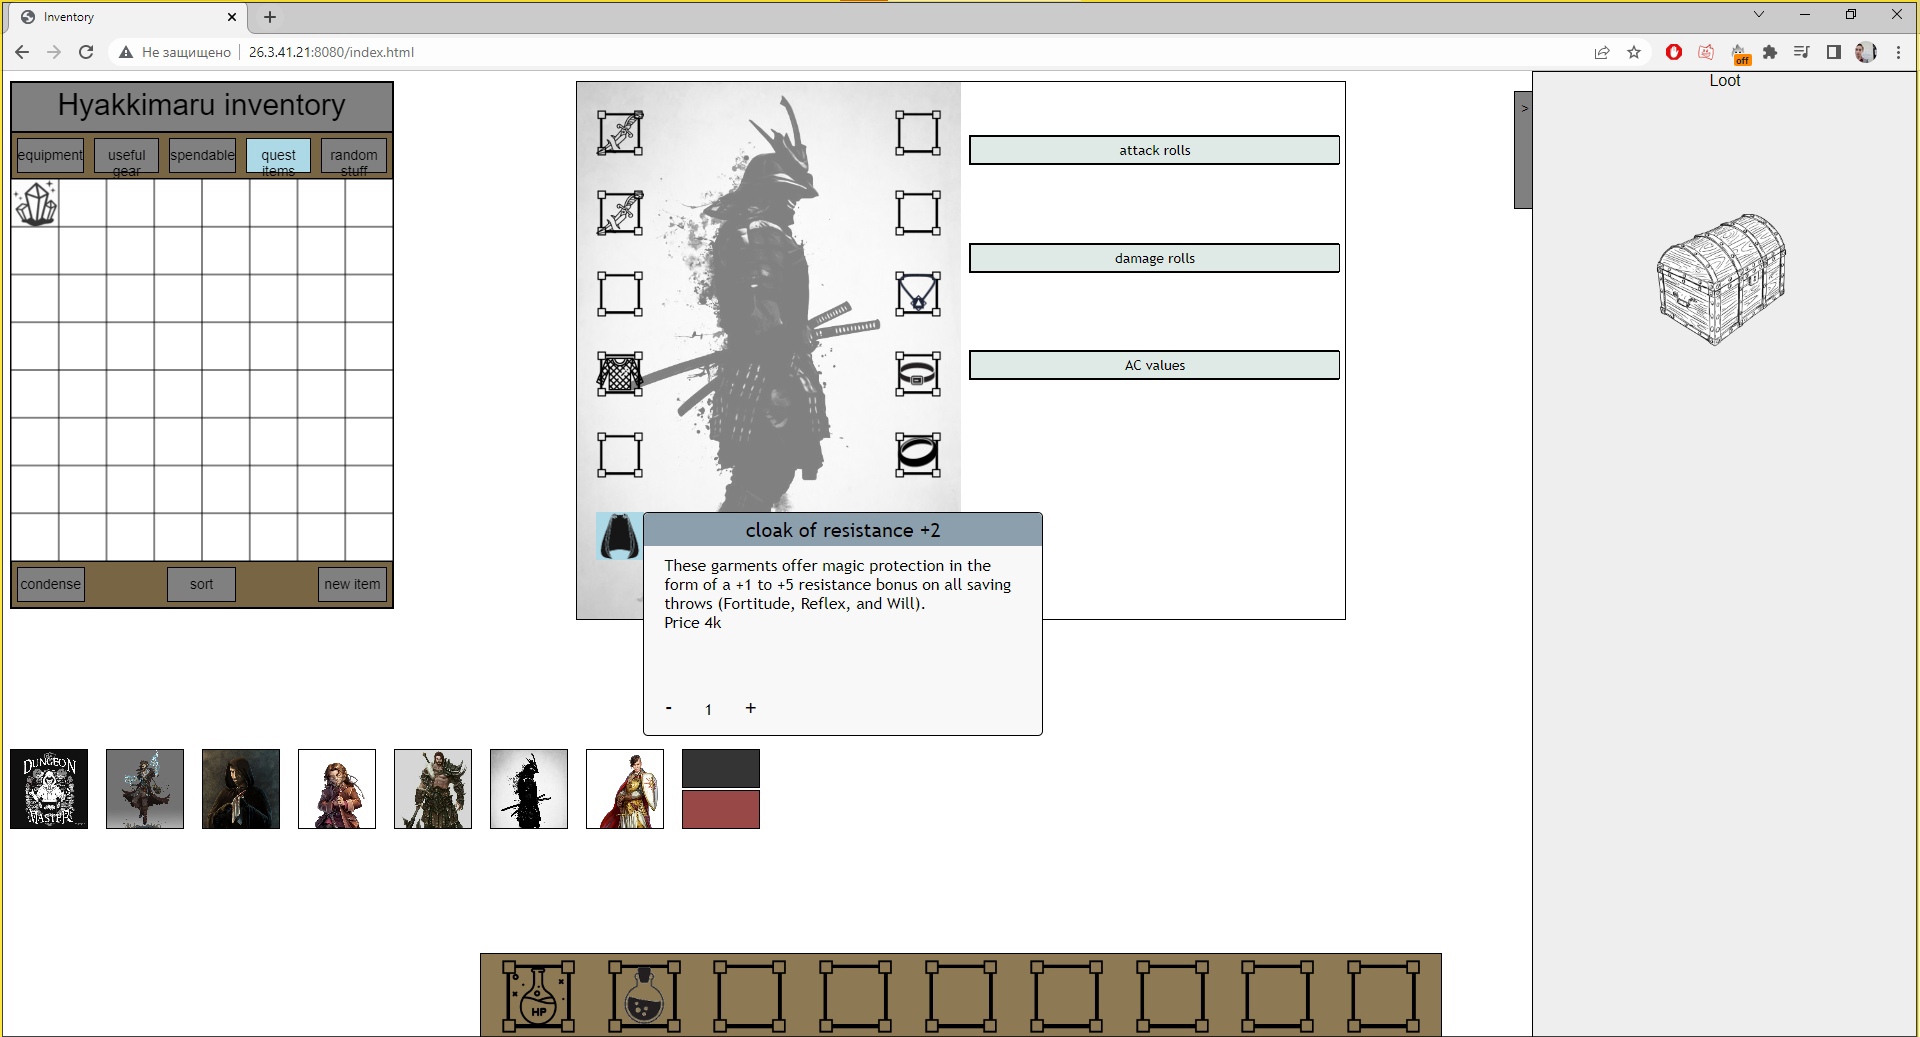 Inventory
Не защищено
26.3.41.21:8080/index.html
off
Hyakkimaru inventory
equipment
useful
gear
spendable
quest
items
random
stuff
condense
sort
new item
attack rolls
damage rolls
AC values
cloak of resistance +2
These garments offer magic protection in the
form of a +1 to +5 resistance bonus on all saving
throws (Fortitude, Reflex, and Will).
Price 4k
- 1 +
>
Loot
DUNGEON
MASTER
HP